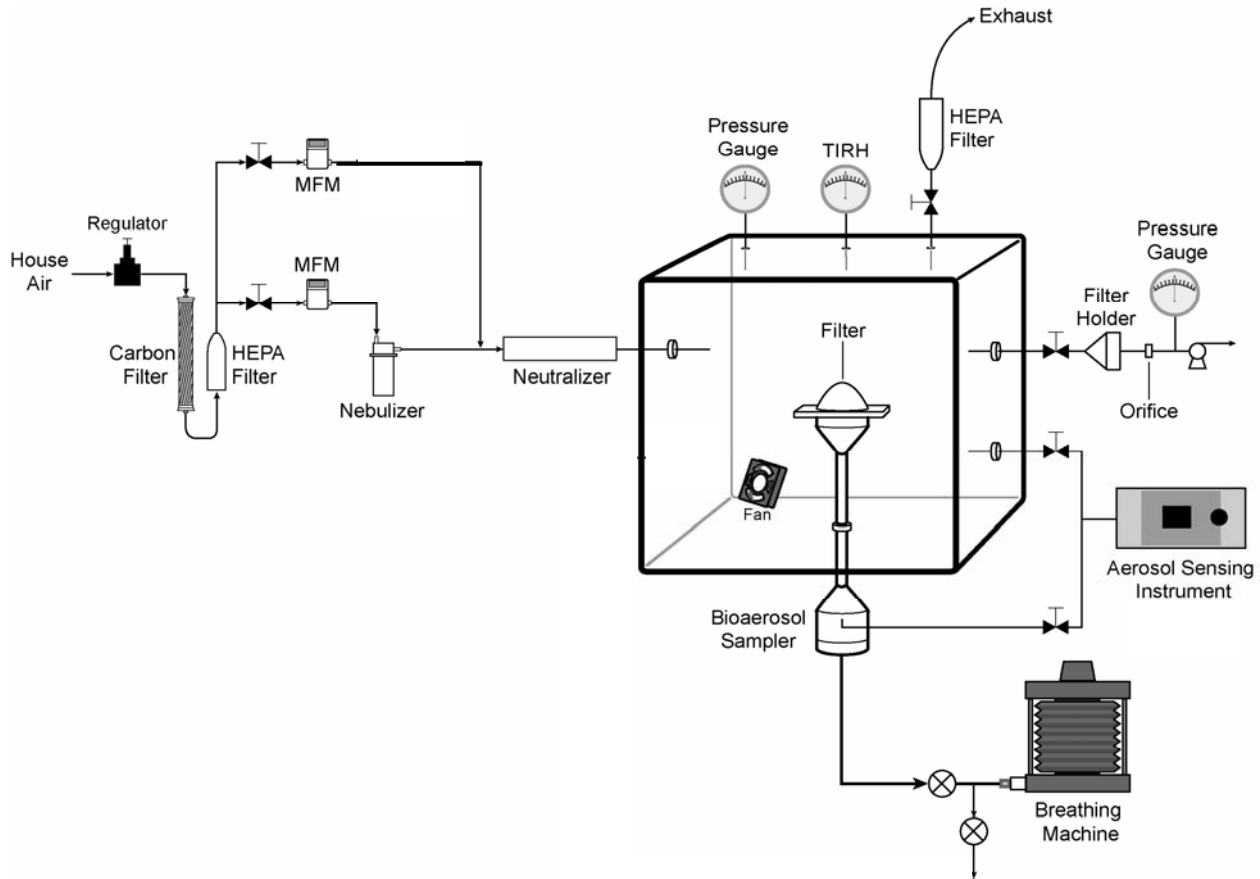 Exhaust
HEPA
Filter
Pressure
Gauge
TIRH
MFM
Regulator
House
Air
MFM
Carbon
Filter
HEPA
Filter
Nebulizer
Neutralizer
Filter
Fan
Pressure
Gauge
Filter
Holder
Orifice
Aerosol Sensing
Instrument
Bioaerosol
Sampler
Breathing
Machine